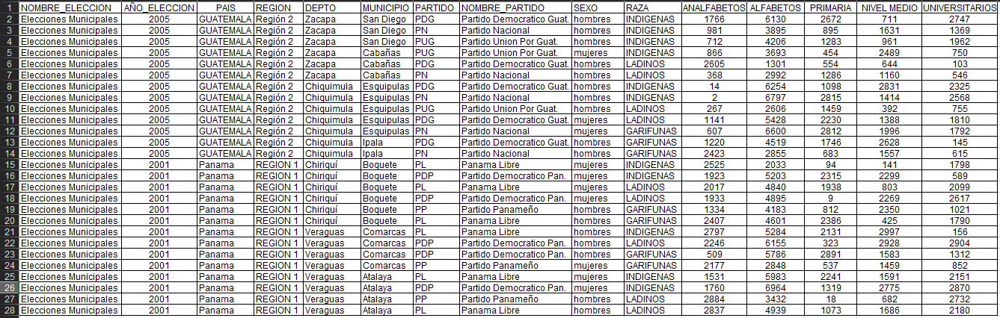 1 NOMBRE_ELECCION AÑO_ELECCION PAIS REGION DEPTO MUNICIPIO PARTIDO NOMBRE_PARTIDO SEXO RAZA ANALFABETOS ALFABETOS PRIMARIA NIVEL MEDIO UNIVERSITARIOS
2 Elecciones Municipales 2005 GUATEMALA Región 2 Zacapa San Diego PDG Partido Democratico Guat. hombres INDIGENAS 1766 6130 2672 711 2747
3 Elecciones Municipales 2005 GUATEMALA Región 2 Zacapa San Diego PN Partido Nacional hombres INDIGENAS 981 3895 895 1631 1369
4 Elecciones Municipales 2005 GUATEMALA Región 2 Zacapa San Diego PUG Partido Union Por Guat. hombres INDIGENAS 712 4206 1283 961 1962
5 Elecciones Municipales 2005 GUATEMALA Región 2 Zacapa Cabañas PUG Partido Union Por Guat. mujeres INDIGENAS 866 3693 454 2489 750
6 Elecciones Municipales 2005 GUATEMALA Región 2 Zacapa Cabañas PDG Partido Democratico Guat. hombres LADINOS 2605 1301 554 644 103
7 Elecciones Municipales 2005 GUATEMALA Región 2 Zacapa Cabañas PN Partido Nacional hombres LADINOS 368 2992 1286 1160 546
8 Elecciones Municipales 2005 GUATEMALA Región 2 Chiquimula Esquipulas PDG Partido Democratico Guat. hombres INDIGENAS 14 6254 1098 2831 2325
9 Elecciones Municipales 2005 GUATEMALA Región 2 Chiquimula Esquipulas PN Partido Nacional hombres INDIGENAS 2 6797 2815 1414 2568
10 Elecciones Municipales 2005 GUATEMALA Región 2 Chiquimula Esquipulas PUG Partido Union Por Guat. hombres LADINOS 267 2606 1459 392 755
11 Elecciones Municipales 2005 GUATEMALA Región 2 Chiquimula Esquipulas PDG Partido Democratico Guat. mujeres LADINOS 1141 5428 2230 1388 1810
12 Elecciones Municipales 2005 GUATEMALA Región 2 Chiquimula Esquipulas PN Partido Nacional mujeres GARIFUNAS 607 6600 2812 1996 1792
13 Elecciones Municipales 2005 GUATEMALA Región 2 Chiquimula Ipala PDG Partido Democratico Guat. hombres GARIFUNAS 1220 4519 1746 2628 145
14 Elecciones Municipales 2005 GUATEMALA Región 2 Chiquimula Ipala PN Partido Nacional hombres GARIFUNAS 2423 2855 683 1557 615
15 Elecciones Municipales 2001 Panama REGION 1 Chiriquí Boquete PL Panama Libre mujeres INDIGENAS 2525 2033 94 141 1798
16 Elecciones Municipales 2001 Panama REGION 1 Chiriquí Boquete PDP Partido Democratico Pan. mujeres INDIGENAS 1923 5203 2315 2299 589
17 Elecciones Municipales 2001 Panama REGION 1 Chiriquí Boquete PL Panama Libre mujeres LADINOS 2017 4840 1938 803 2099
18 Elecciones Municipales 2001 Panama REGION 1 Chiriquí Boquete PDP Partido Democratico Pan. mujeres LADINOS 1933 4895 9 2269 2617
19 Elecciones Municipales 2001 Panama REGION 1 Chiriquí Boquete PP Partido Panameño hombres GARIFUNAS 1334 4183 812 2350 1021
20 Elecciones Municipales 2001 Panama REGION 1 Chiriquí Boquete PL Panama Libre hombres GARIFUNAS 2407 4601 2386 425 1790
21 Elecciones Municipales 2001 Panama REGION 1 Veraguas Comarcas PL Panama Libre hombres INDIGENAS 2797 5284 2131 2997 156
22 Elecciones Municipales 2001 Panama REGION 1 Veraguas Comarcas PDP Partido Democratico Pan. hombres LADINOS 2246 6155 323 2928 2904
23 Elecciones Municipales 2001 Panama REGION 1 Veraguas Comarcas PDP Partido Democratico Pan. hombres GARIFUNAS 509 5786 2891 1583 1312
24 Elecciones Municipales 2001 Panama REGION 1 Veraguas Comarcas PP Partido Panameño mujeres GARIFUNAS 2177 2848 537 1459 852
25 Elecciones Municipales 2001 Panama REGION 1 Veraguas Atalaya PL Panama Libre mujeres INDIGENAS 1531 5983 2241 1591 2151
26 Elecciones Municipales 2001 Panama REGION 1 Veraguas Atalaya PDP Partido Democratico Pan. mujeres INDIGENAS 1760 6964 1319 2775 2870
27 Elecciones Municipales 2001 Panama REGION 1 Veraguas Atalaya PP Partido Panameño hombres LADINOS 2884 3432 18 682 2732
28 Elecciones Municipales 2001 Panama REGION 1 Veraguas Atalaya PL Panama Libre hombres LADINOS 2837 4939 1073 1686 2180